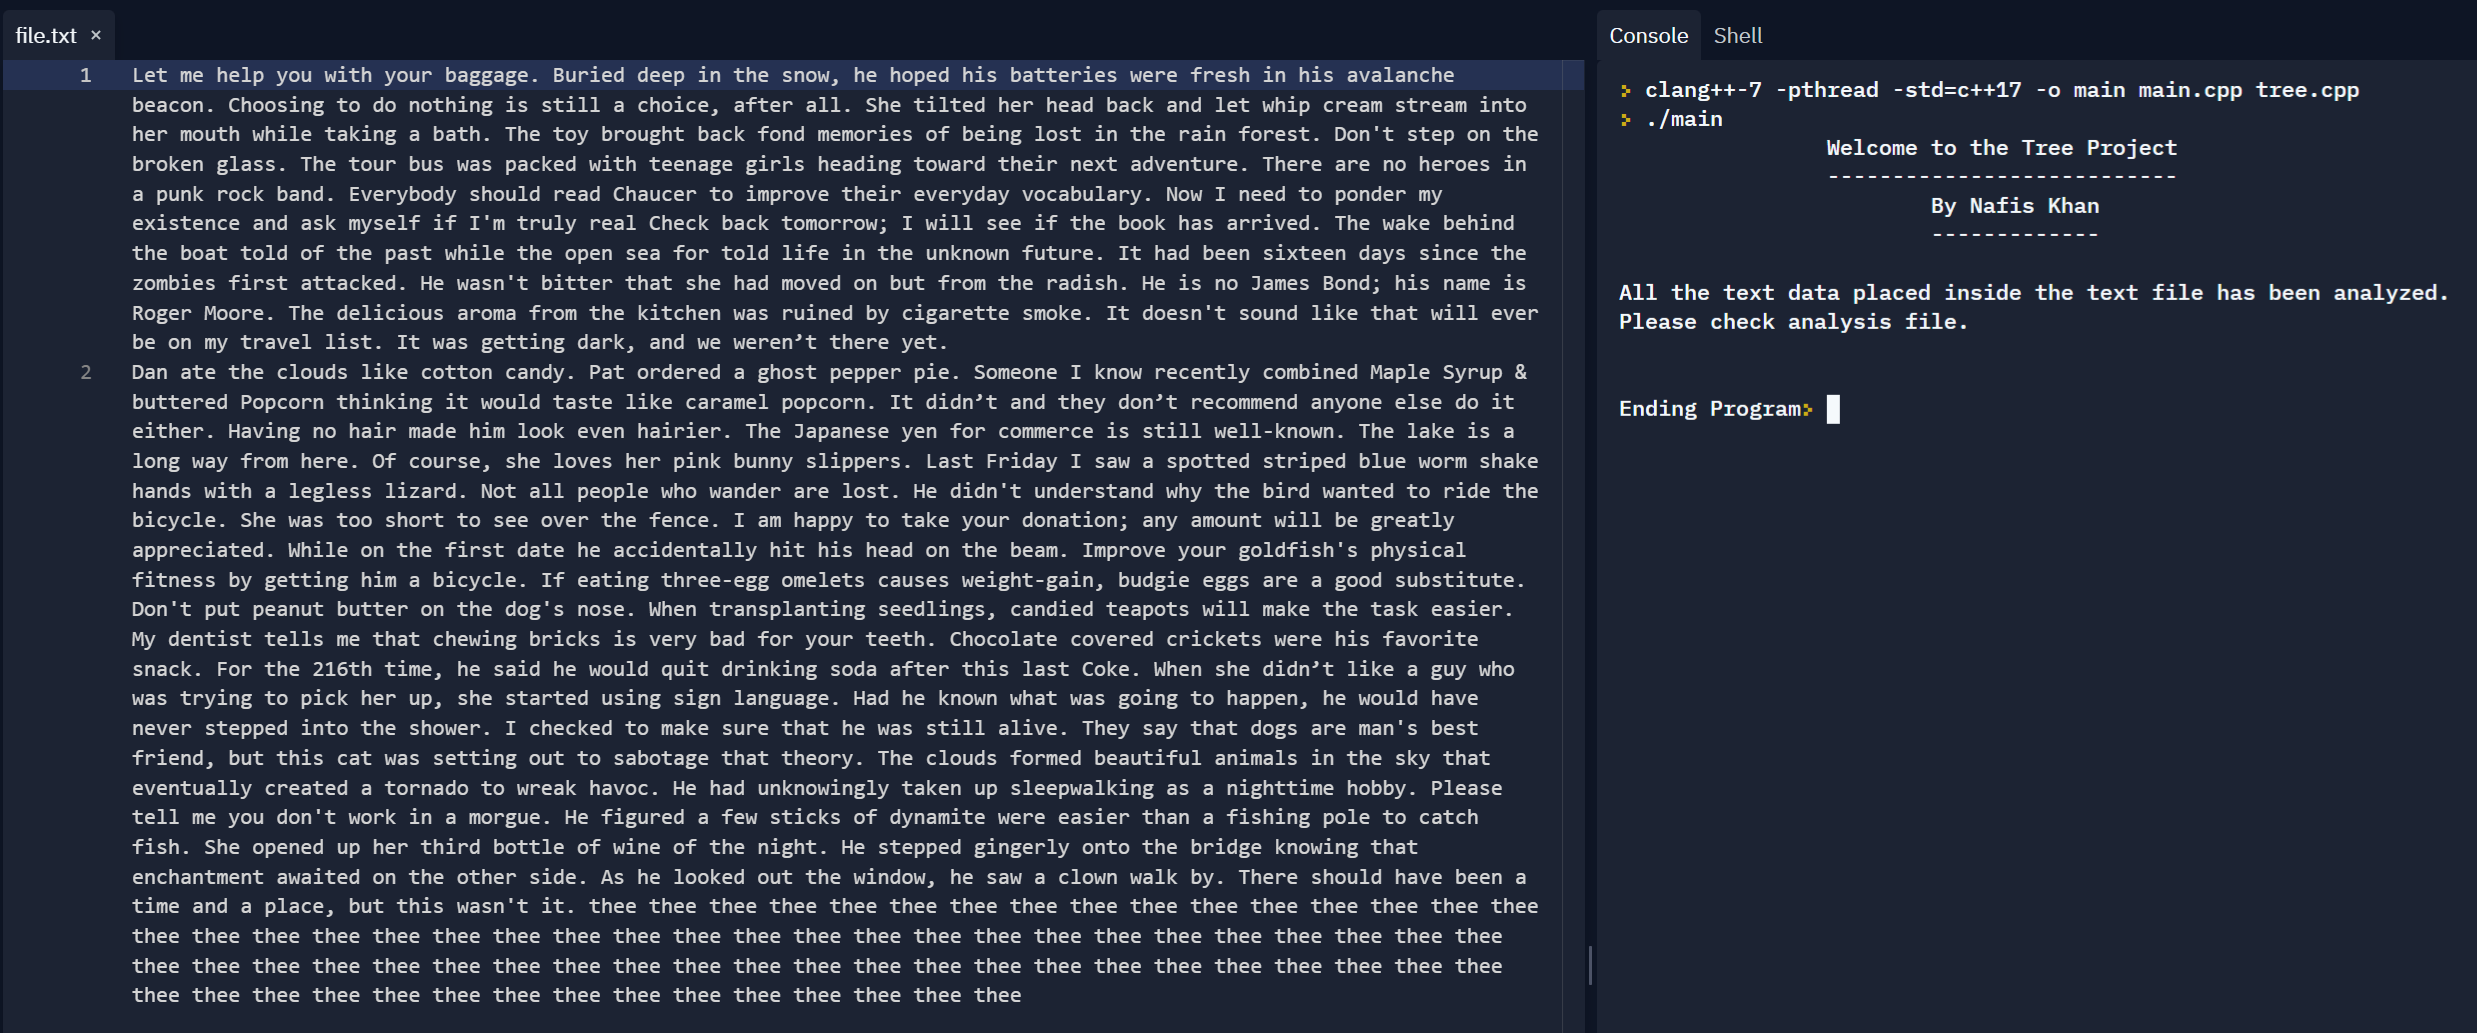 file.txt ×
Console Shell
1 Let me help you with your baggage. Buried deep in the snow, he hoped his batteries were fresh in his avalanche
beacon. Choosing to do nothing is still a choice, after all. She tilted her head back and let whip cream stream into
her mouth while taking a bath. The toy brought back fond memories of being lost in the rain forest. Don't step on the
broken glass. The tour bus was packed with teenage girls heading toward their next adventure. There are no heroes in
a punk rock band. Everybody should read Chaucer to improve their everyday vocabulary. Now I need to ponder my
existence and ask myself if I'm truly real Check back tomorrow; I will see if the book has arrived. The wake behind
the boat told of the past while the open sea for told life in the unknown future. It had been sixteen days since the
zombies first attacked. He wasn't bitter that she had moved on but from the radish. He is no James Bond; his name is
Roger Moore. The delicious aroma from the kitchen was ruined by cigarette smoke. It doesn't sound like that will ever
be on my travel list. It was getting dark, and we weren’t there yet.
2 Dan ate the clouds like cotton candy. Pat ordered a ghost pepper pie. Someone I know recently combined Maple Syrup &
buttered Popcorn thinking it would taste like caramel popcorn. It didn’t and they don’t recommend anyone else do it
either. Having no hair made him look even hairier. The Japanese yen for commerce is still well-known. The lake is a
long way from here. Of course, she loves her pink bunny slippers. Last Friday I saw a spotted striped blue worm shake
hands with a legless lizard. Not all people who wander are lost. He didn't understand why the bird wanted to ride the
bicycle. She was too short to see over the fence. I am happy to take your donation; any amount will be greatly
appreciated. While on the first date he accidentally hit his head on the beam. Improve your goldfish's physical
fitness by getting him a bicycle. If eating three-egg omelets causes weight-gain, budgie eggs are a good substitute.
Don't put peanut butter on the dog's nose. When transplanting seedlings, candied teapots will make the task easier.
My dentist tells me that chewing bricks is very bad for your teeth. Chocolate covered crickets were his favorite
snack. For the 216th time, he said he would quit drinking soda after this last Coke. When she didn’t like a guy who
was trying to pick her up, she started using sign language. Had he known what was going to happen, he would have
never stepped into the shower. I checked to make sure that he was still alive. They say that dogs are man's best
friend, but this cat was setting out to sabotage that theory. The clouds formed beautiful animals in the sky that
eventually created a tornado to wreak havoc. He had unknowingly taken up sleepwalking as a nighttime hobby. Please
tell me you don't work in a morgue. He figured a few sticks of dynamite were easier than a fishing pole to catch
fish. She opened up her third bottle of wine of the night. He stepped gingerly onto the bridge knowing that
enchantment awaited on the other side. As he looked out the window, he saw a clown walk by. There should have been a
time and a place, but this wasn't it. thee thee thee thee thee thee thee thee thee thee thee thee thee thee thee thee
thee thee thee thee thee thee thee thee thee thee thee thee thee thee thee thee thee thee thee thee thee thee thee
thee thee thee thee thee thee thee thee thee thee thee thee thee thee thee thee thee thee thee thee thee thee thee
thee thee thee thee thee thee thee thee thee thee thee thee thee thee thee
> clang++-7 -pthread -std=c++17 -o main main.cpp tree.cpp
> ./main
Welcome to the Tree Project
---------------------------
By Nafis Khan
-------------
All the text data placed inside the text file has been analyzed.
Please check analysis file.
Ending Program>